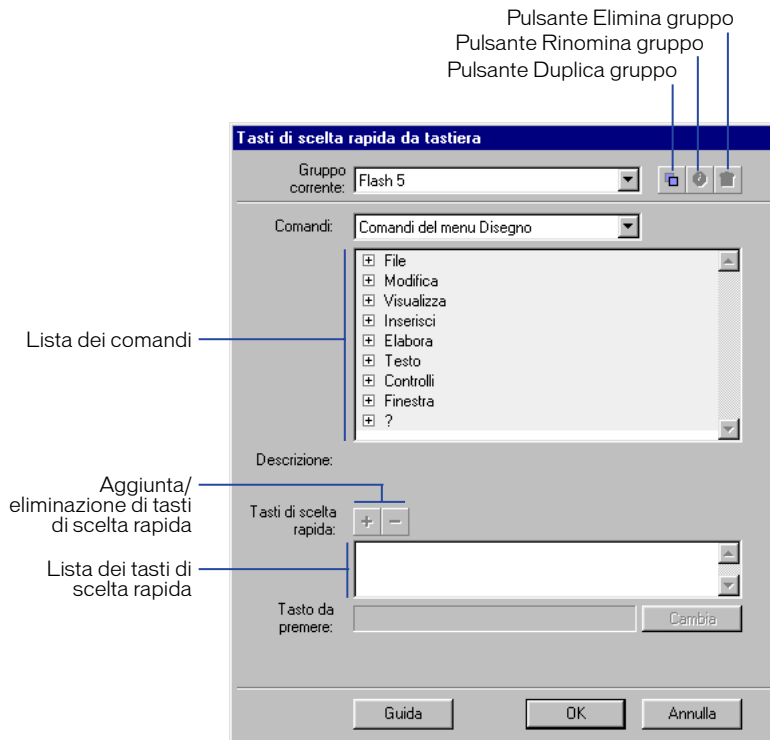 Pulsante Elimina gruppo
Pulsante Rinomina gruppo
Pulsante Duplica gruppo
Tasti di scelta rapida da tastiera
Gruppo
corrente:
Flash 5
Comandi:
Comandi del menu Disegno
File
Modifica
Visualizza
Inserisci
Elabora
Testo
Controlli
Finestra
?
Lista dei comandi
Descrizione:
Aggiunta/
eliminazione di tasti
di scelta rapida
Tasti di scelta
rapida:
Lista dei tasti di
scelta rapida
Tasto da
premere:
Cambia
Guida
OK
Annulla